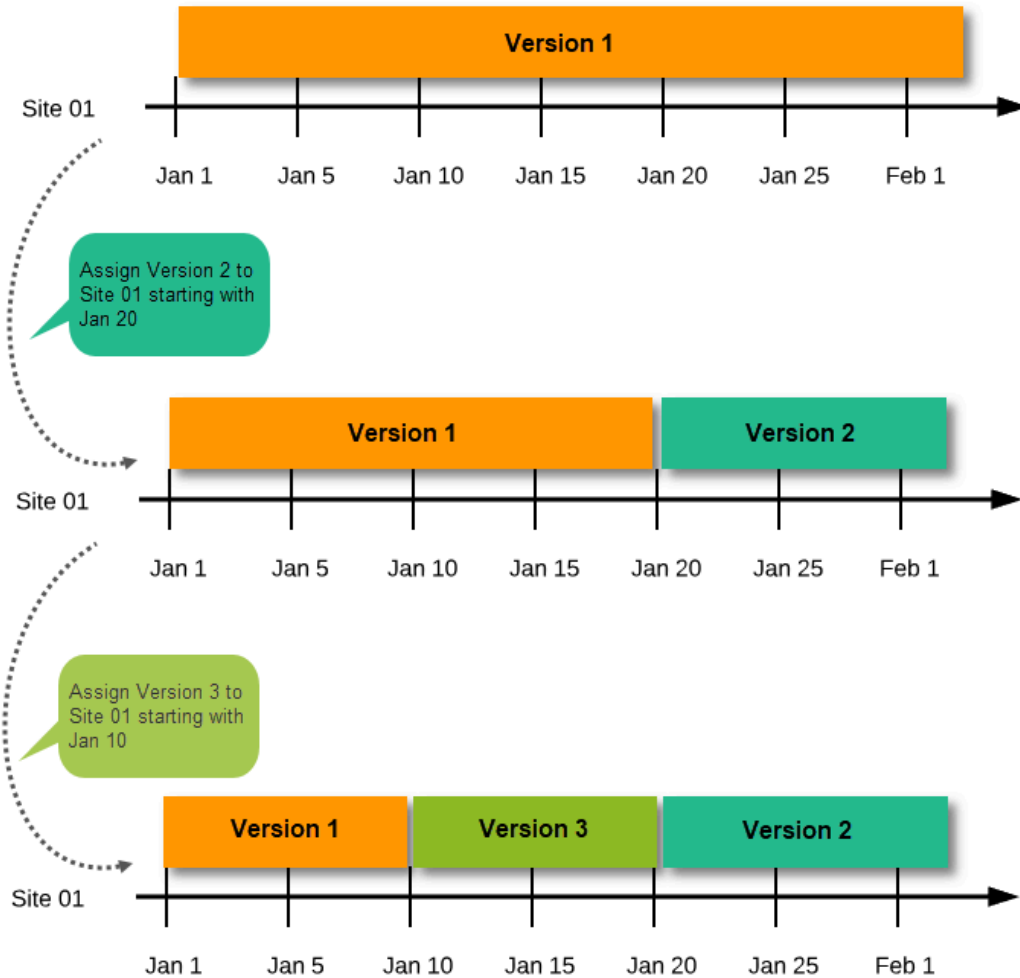 Version 1
Site 01
Jan 1 Jan 5 Jan 10 Jan 15 Jan 20 Jan 25 Feb 1
Assign Version 2 to
Site 01 starting with
Jan 20
Version 1 Version 2
Site 01
Jan 1 Jan 5 Jan 10 Jan 15 Jan 20 Jan 25 Feb 1
Assign Version 3 to
Site 01 starting with
Jan 10
Version 1 Version 3 Version 2
Site 01
Jan 1 Jan 5 Jan 10 Jan 15 Jan 20 Jan 25 Feb 1